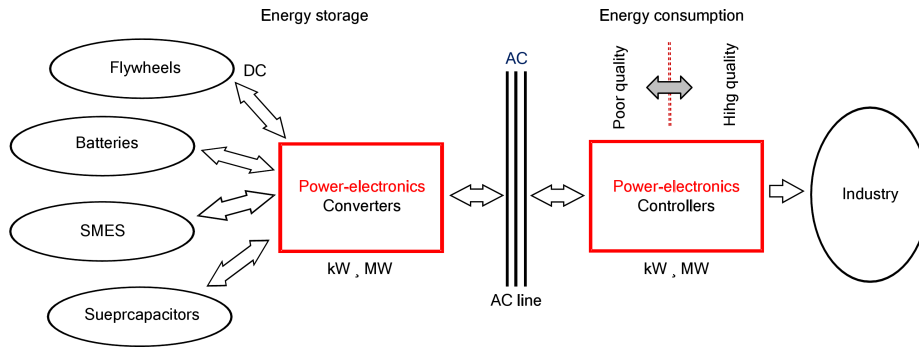 Energy storage
Energy consumption
Flywheels
DC
AC
Poor quality
Hihg quality
Batteries
Power-electronics
Converters
Power-electronics
Controllers
Industry
SMES
kW ¸ MW
kW ¸ MW
AC line
Sueprcapacitors